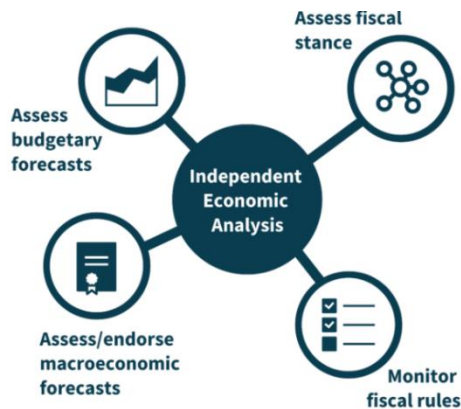 Assess fiscal
stance
Assess
budgetary
forecasts
Independent
Economic
Analysis
Assess/endorse
macroeconomic
forecasts
Monitor
fiscal rules